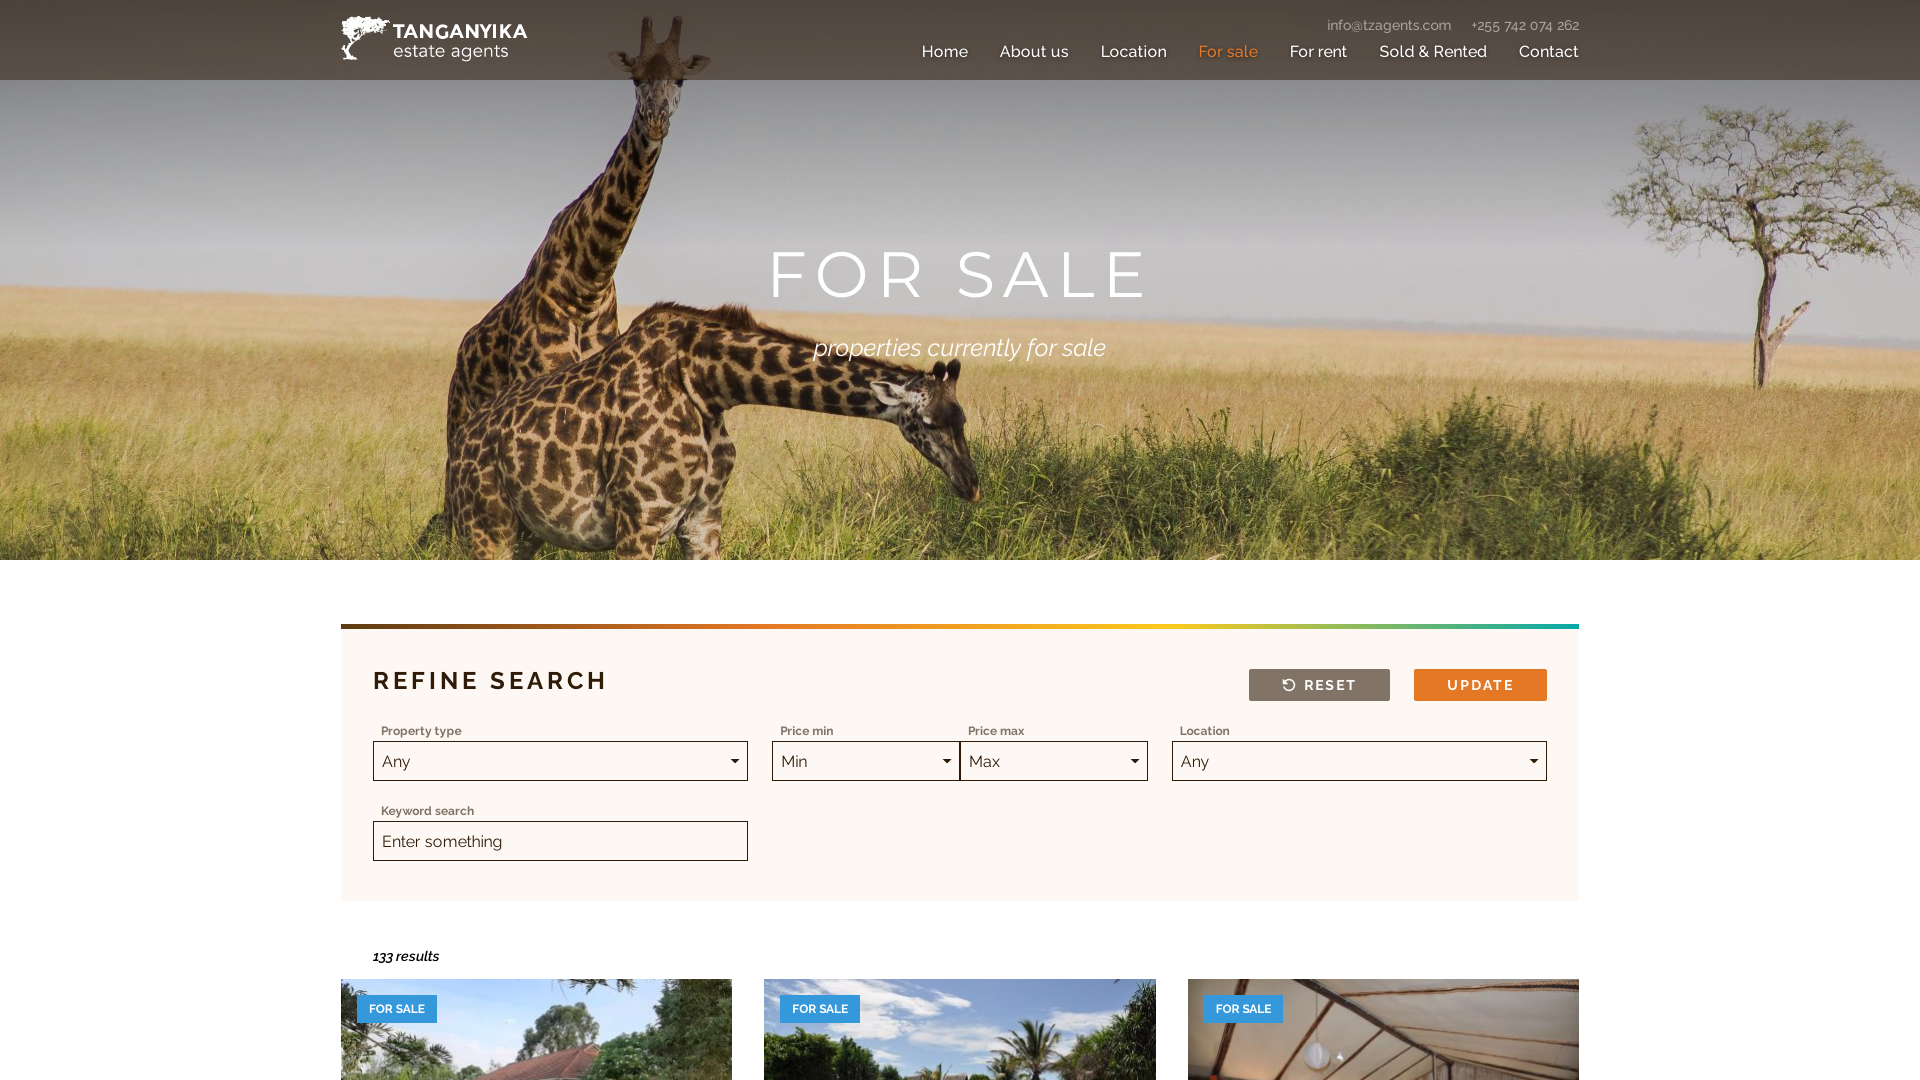 TANGANYIKA
estate agents
info@tzagents.com +255 742 074 262
Home About us Location For sale For rent Sold & Rented Contact
FOR SALE
properties currently for sale
REFINE SEARCH
RESET UPDATE
Property type Price min Price max Location
Any Min Max Any
Keyword search
Enter something
133 results
FOR SALE FOR SALE FOR SALE